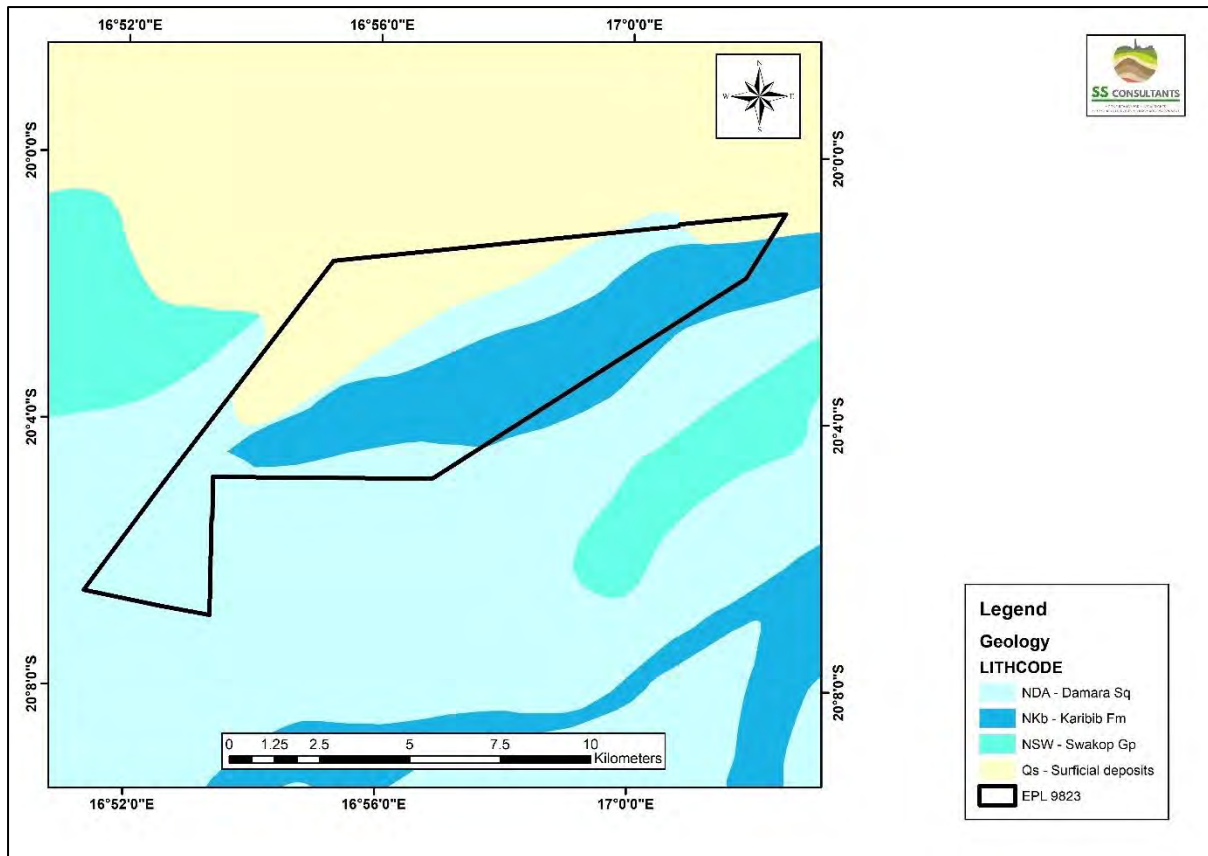 16°52'0"E 16°56'0"E 17°0'0"E
N
W E
S
SS CONSULTANTS
20°0'0"S 20°0'0"S
20°4'0"S 20°4'0"S
20°8'0"S 20°8'0"S
0 1.25 2.5 5 7.5 10
Kilometers
16°52'0"E 16°56'0"E 17°0'0"E
Legend
Geology
LITHCODE
NDA - Damara Sq
NKb - Karibib Fm
NSW - Swakop Gp
Qs - Surficial deposits
EPL 9823